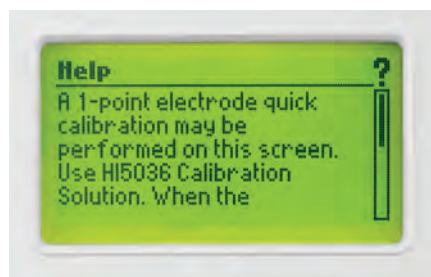 Help ?
A 1-point electrode quick
calibration may be
performed on this screen.
Use HI5036 Calibration
Solution. When the